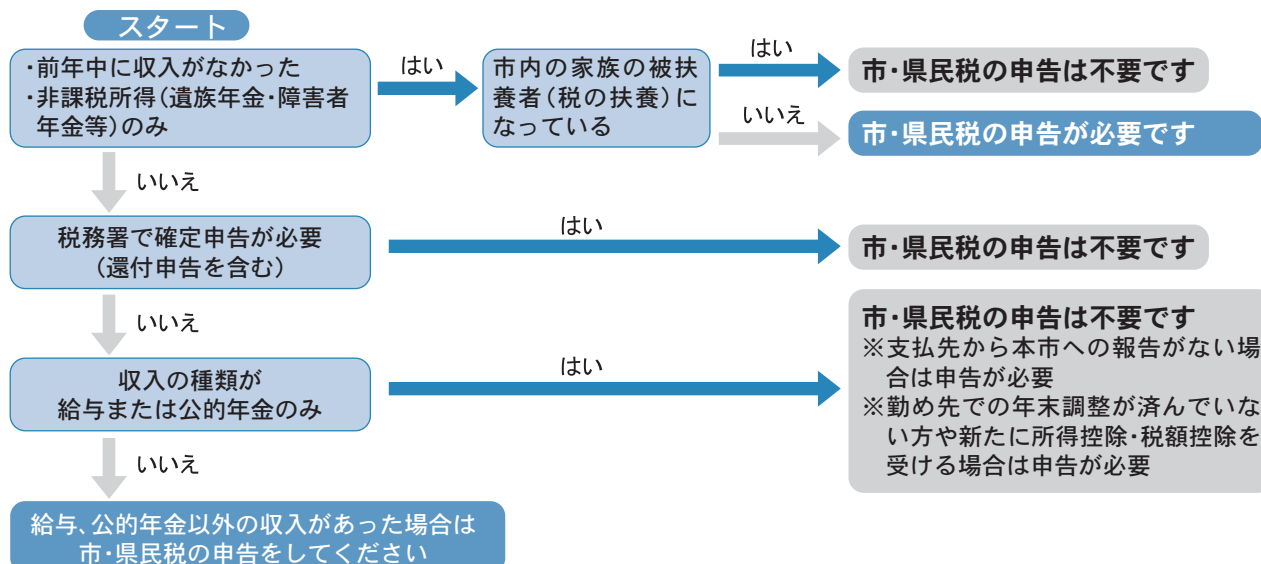 スタート
・前年中に収入がなかった
・非課税所得（遺族年金・障害者
年金等）のみ
はい
市内の家族の被扶
養者（税の扶養）に
なっている
はい
市・県民税の申告は不要です
いいえ
市・県民税の申告が必要です
いいえ
税務署で確定申告が必要
（還付申告を含む）
はい
市・県民税の申告は不要です
いいえ
収入の種類が
給与または公的年金のみ
はい
市・県民税の申告は不要です
※支払先から本市への報告がない場
合は申告が必要
※勤め先での年末調整が済んでいな
い方や新たに所得控除・税額控除を
受ける場合は申告が必要
いいえ
給与、公的年金以外の収入があった場合は
市・県民税の申告をしてください